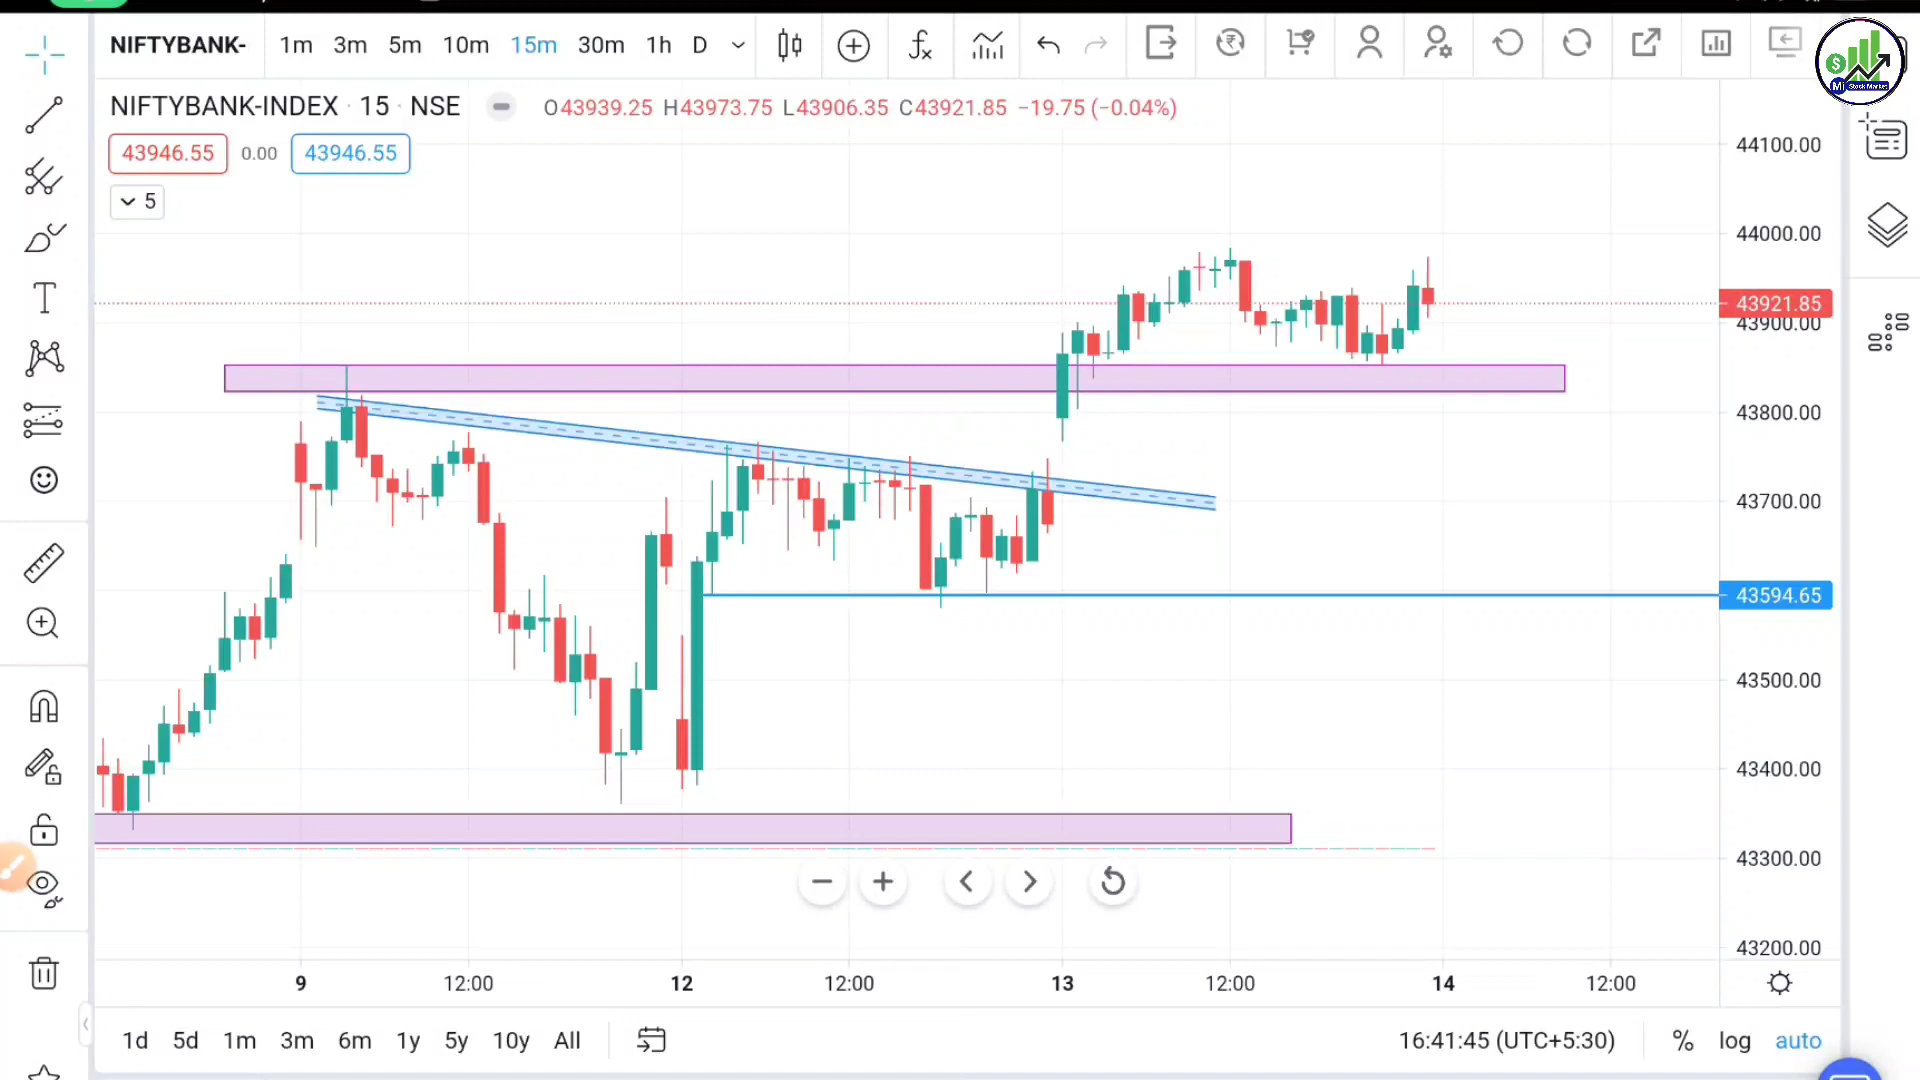 NIFTYBANK- 1m 3m 5m 10m 15m 30m 1h D
$ Mi Stock Market
NIFTYBANK-INDEX · 15 · NSE O43939.25 H43973.75 L43906.35 C43921.85 −19.75 (−0.04%)
43946.55 0.00 43946.55
5
44100.00
44000.00
43921.85
43900.00
43800.00
43700.00
43594.65
43500.00
43400.00
43300.00
43200.00
9 12:00 12 12:00 13 12:00 14 12:00
1d 5d 1m 3m 6m 1y 5y 10y All 16:41:45 (UTC+5:30) % log auto